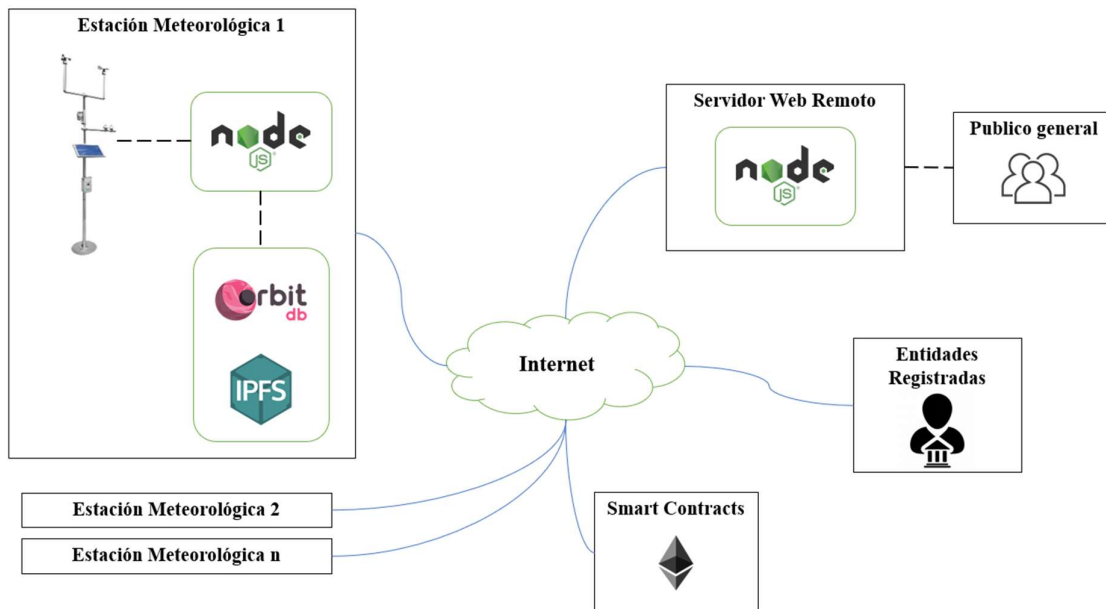 Estación Meteorológica 1
node
JS
Orbit
db
IPFS
Servidor Web Remoto
node
JS
Publico general
Internet
Entidades
Registradas
Estación Meteorológica 2
Estación Meteorológica n
Smart Contracts